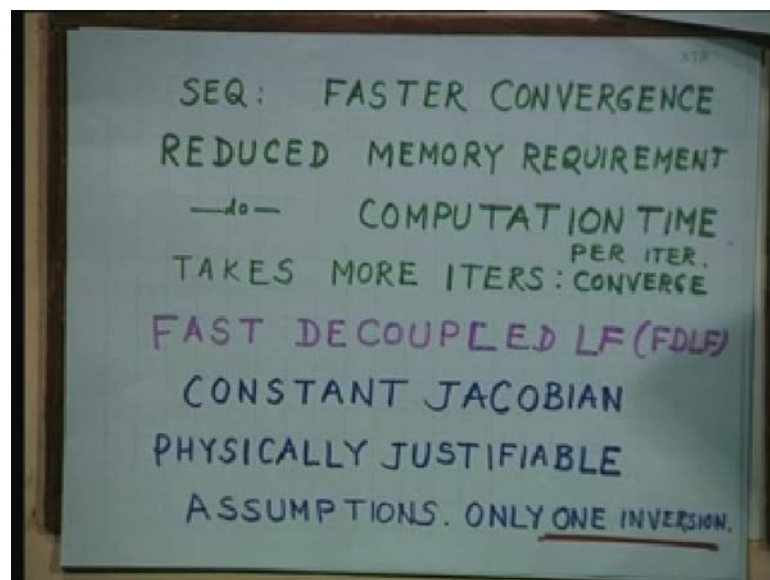 SEQ: FASTER CONVERGENCE
REDUCED MEMORY REQUIREMENT
—do— COMPUTATION TIME
PER ITER.
TAKES MORE ITERS: CONVERGE
FAST DECOUPLED LF (FDLF)
CONSTANT JACOBIAN
PHYSICALLY JUSTIFIABLE
ASSUMPTIONS. ONLY ONE INVERSION.